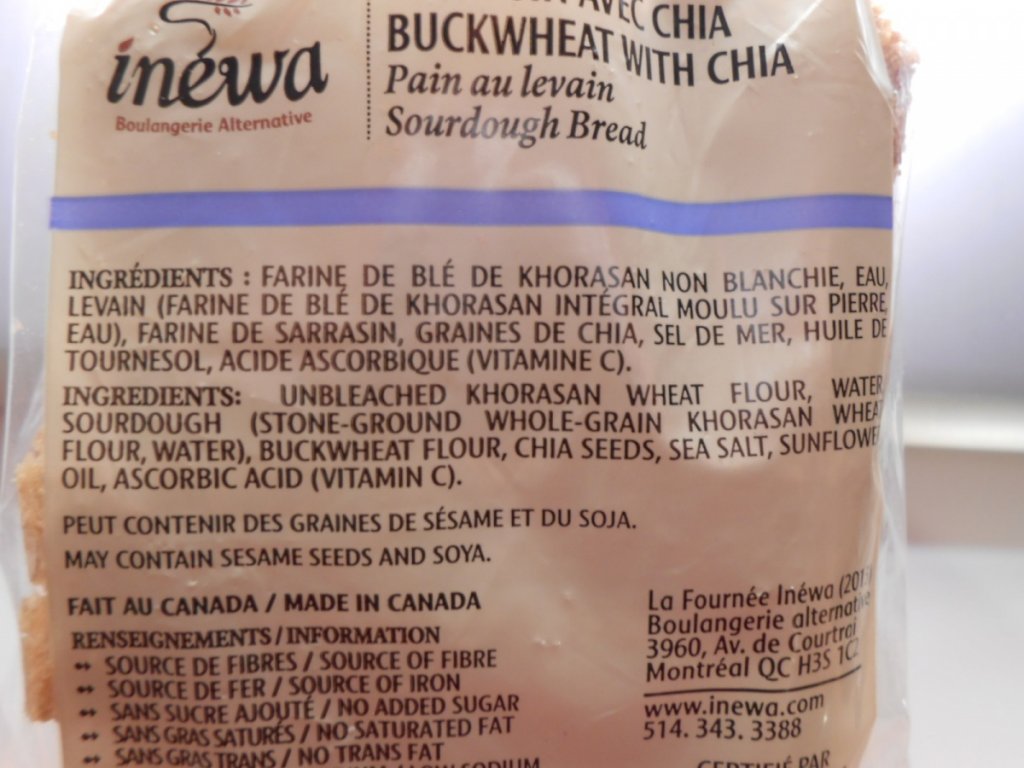 inéwa
Boulangerie Alternative
AVEC CHIA
BUCKWHEAT WITH CHIA
Pain au levain
Sourdough Bread
INGRÉDIENTS : FARINE DE BLÉ DE KHORASAN NON BLANCHIE, EAU,
LEVAIN (FARINE DE BLÉ DE KHORASAN INTÉGRAL MOULU SUR PIERRE,
EAU), FARINE DE SARRASIN, GRAINES DE CHIA, SEL DE MER, HUILE DE
TOURNESOL, ACIDE ASCORBIQUE (VITAMINE C).
INGREDIENTS: UNBLEACHED KHORASAN WHEAT FLOUR, WATER,
SOURDOUGH (STONE-GROUND WHOLE-GRAIN KHORASAN WHEAT
FLOUR, WATER), BUCKWHEAT FLOUR, CHIA SEEDS, SEA SALT, SUNFLOWER
OIL, ASCORBIC ACID (VITAMIN C).
PEUT CONTENIR DES GRAINES DE SÉSAME ET DU SOJA.
MAY CONTAIN SESAME SEEDS AND SOYA.
FAIT AU CANADA / MADE IN CANADA
RENSEIGNEMENTS / INFORMATION
SOURCE DE FIBRES / SOURCE OF FIBRE
SOURCE DE FER / SOURCE OF IRON
SANS SUCRE AJOUTÉ / NO ADDED SUGAR
SANS GRAS SATURÉS / NO SATURATED FAT
SANS GRAS TRANS / NO TRANS FAT
SODIUM
La Fournée Inéwa
Boulangerie alternative
3960, Av. de Courtrai
Montréal QC H3S 1C2
www.inewa.com
514. 343. 3388
CERTIFIÉ PAR